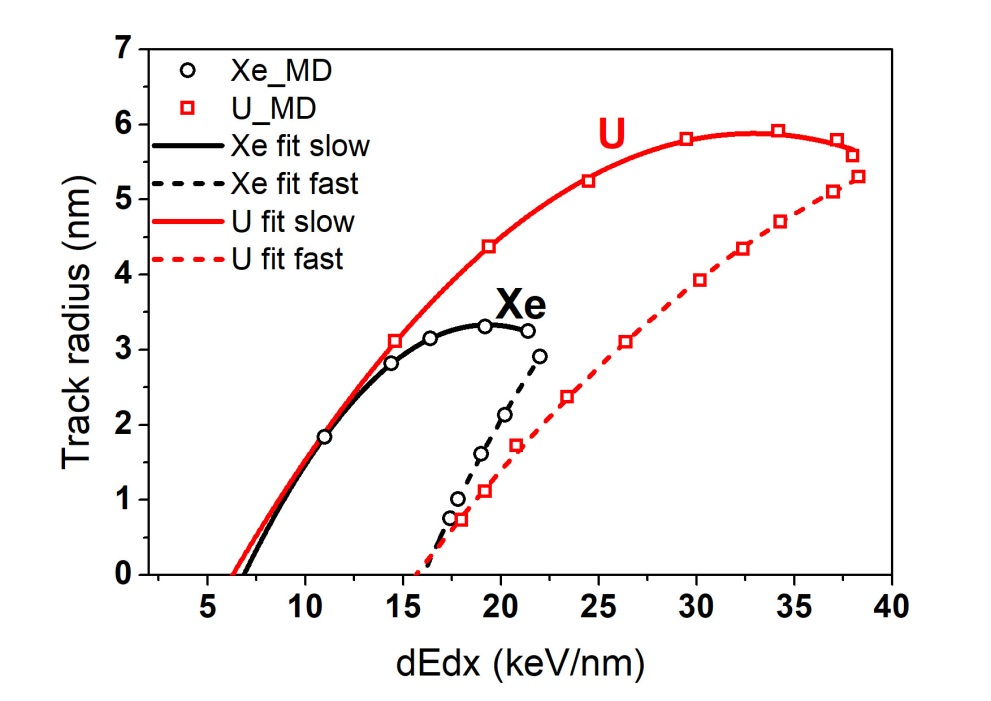 7
6
5
4
3
2
1
0
Track radius (nm)
Xe_MD
U_MD
Xe fit slow
Xe fit fast
U fit slow
U fit fast
U
Xe
5 10 15 20 25 30 35 40
dEdx (keV/nm)